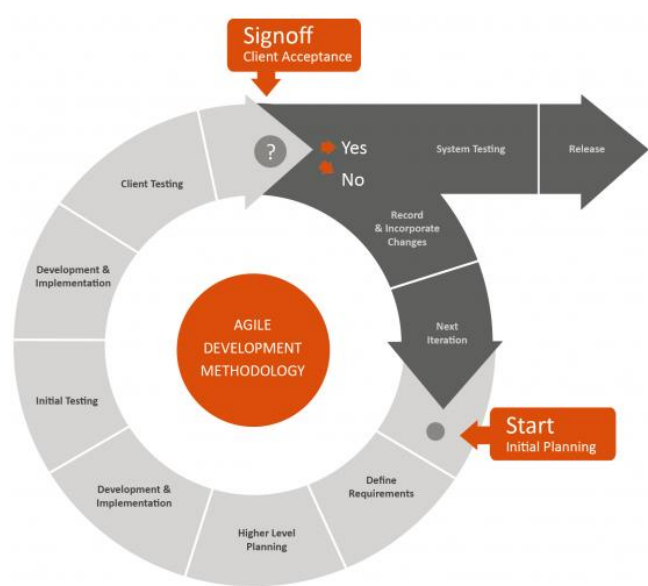 Signoff
Client Acceptance
?
Yes
No
System Testing
Release
Record
& Incorporate
Changes
Next
Iteration
Start
Initial Planning
Define
Requirements
Higher Level
Planning
Development &
Implementation
Initial Testing
Development &
Implementation
Client Testing
AGILE
DEVELOPMENT
METHODOLOGY